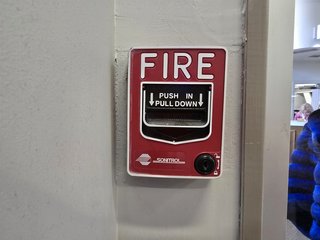 FIRE
PUSH IN
PULL DOWN
SONITROL